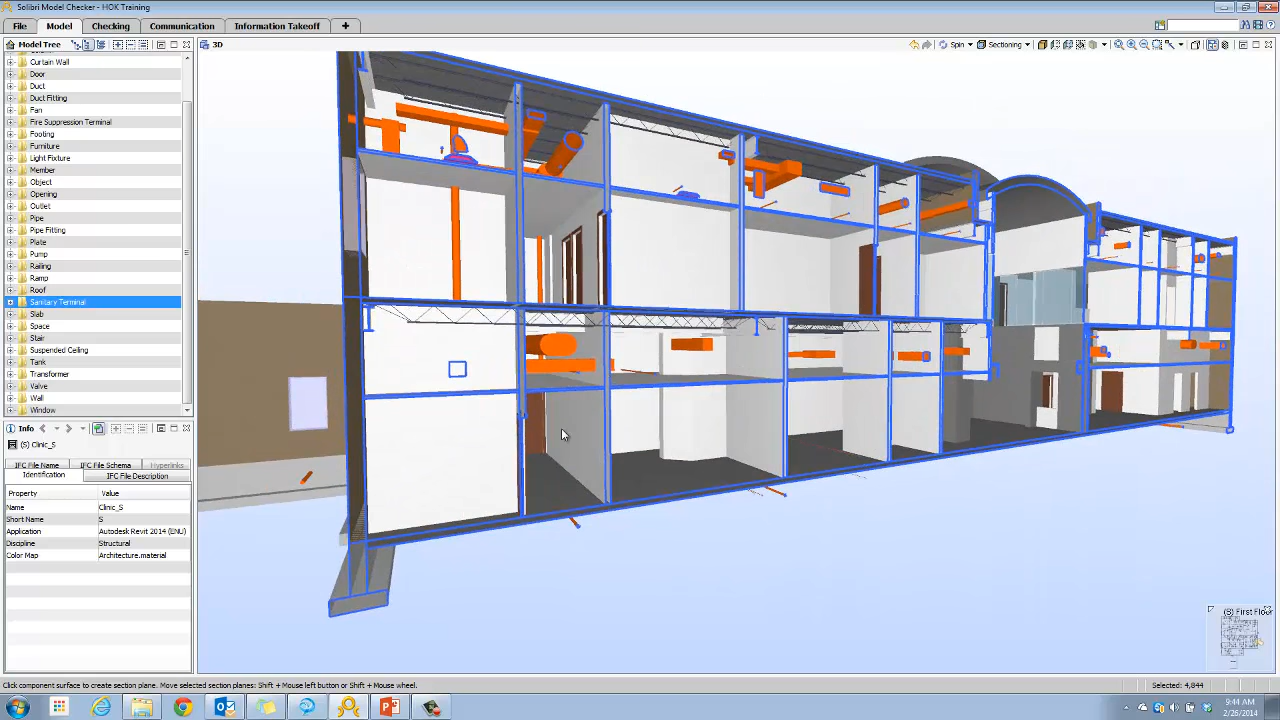 Solibri Model Checker - HOK Training
File
Model
Checking
Communication
Information Takeoff
+
Model Tree
3D
Spin
Sectioning
Curtain Wall
Door
Duct
Duct Fitting
Fan
Fire Suppression Terminal
Footing
Furniture
Light Fixture
Member
Object
Opening
Outlet
Pipe
Pipe Fitting
Plate
Pump
Railing
Ramp
Roof
Sanitary Terminal
Slab
Space
Stair
Suspended Ceiling
Transformer
Valve
Wall
Window
Info
(S) Clinic_S
IFC File Name
IFC File Schema
Hyperlinks
Identification
IFC File Description
Property Value
Name Clinic_S
Short Name S
Application Autodesk Revit 2014 (ENU)
Discipline Structural
Color Map Architecture.material
(S) First Floor
Click component surface to create section plane. Move selected section planes: Shift + Mouse left button or Shift + Mouse wheel.
Selected: 4,844
9:44 AM
2/26/2014